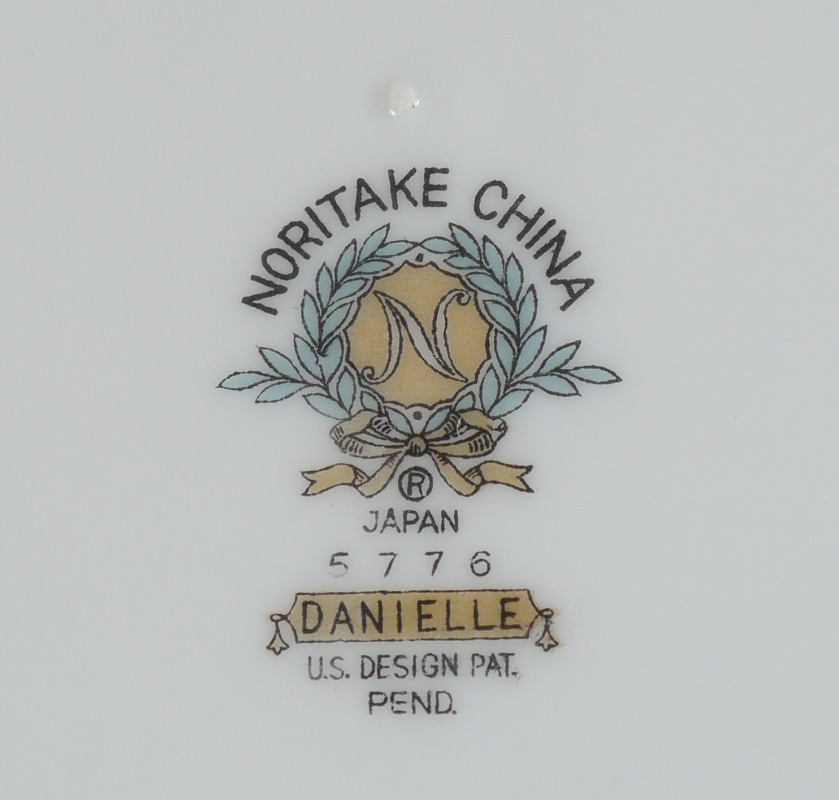 NORITAKE CHINA
N
®
JAPAN
5776
DANIELLE
U.S. DESIGN PAT.
PEND.